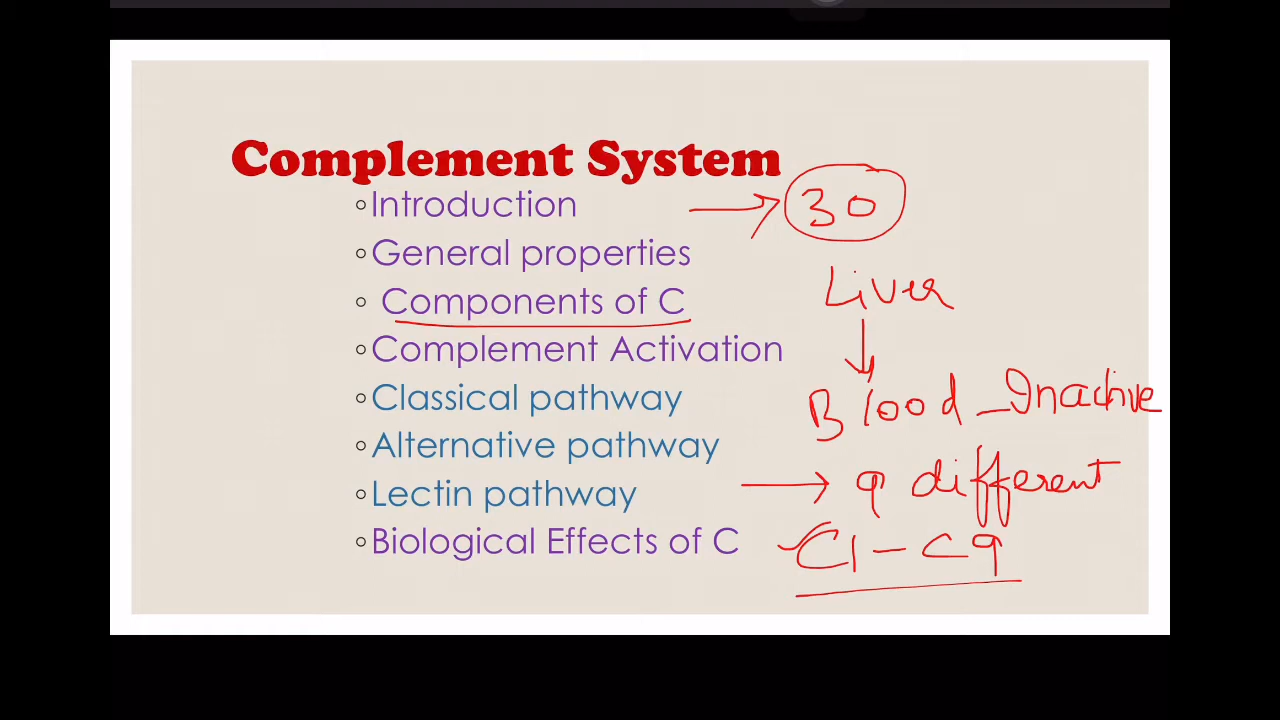 Complement System
◦Introduction → 30
◦General properties
◦ Components of C Liver
◦Complement Activation ↓
◦Classical pathway Blood _ Inactive
◦Alternative pathway
◦Lectin pathway → 9 different
◦Biological Effects of C C1 - C9